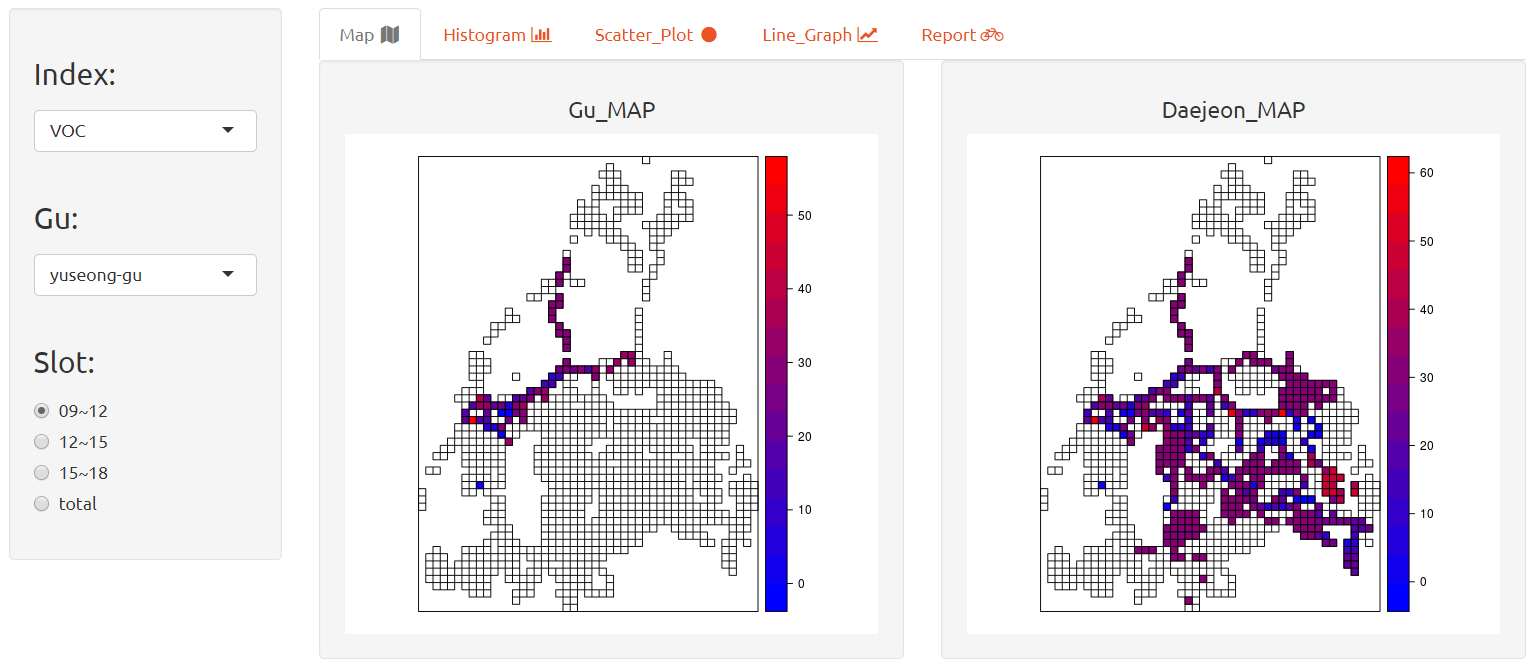 Map
Histogram
Scatter_Plot
Line_Graph
Report
Index:
VOC
Gu:
yuseong-gu
Slot:
09~12
12~15
15~18
total
Gu_MAP
50
40
30
20
10
0
Daejeon_MAP
60
50
40
30
20
10
0